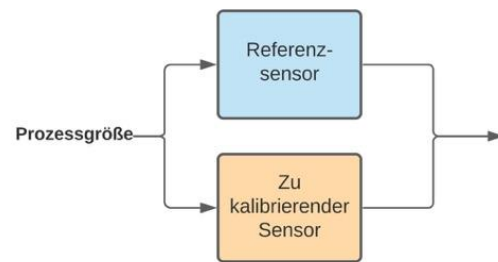 Referenz-
sensor
Prozessgröße
Zu
kalibrierender
Sensor